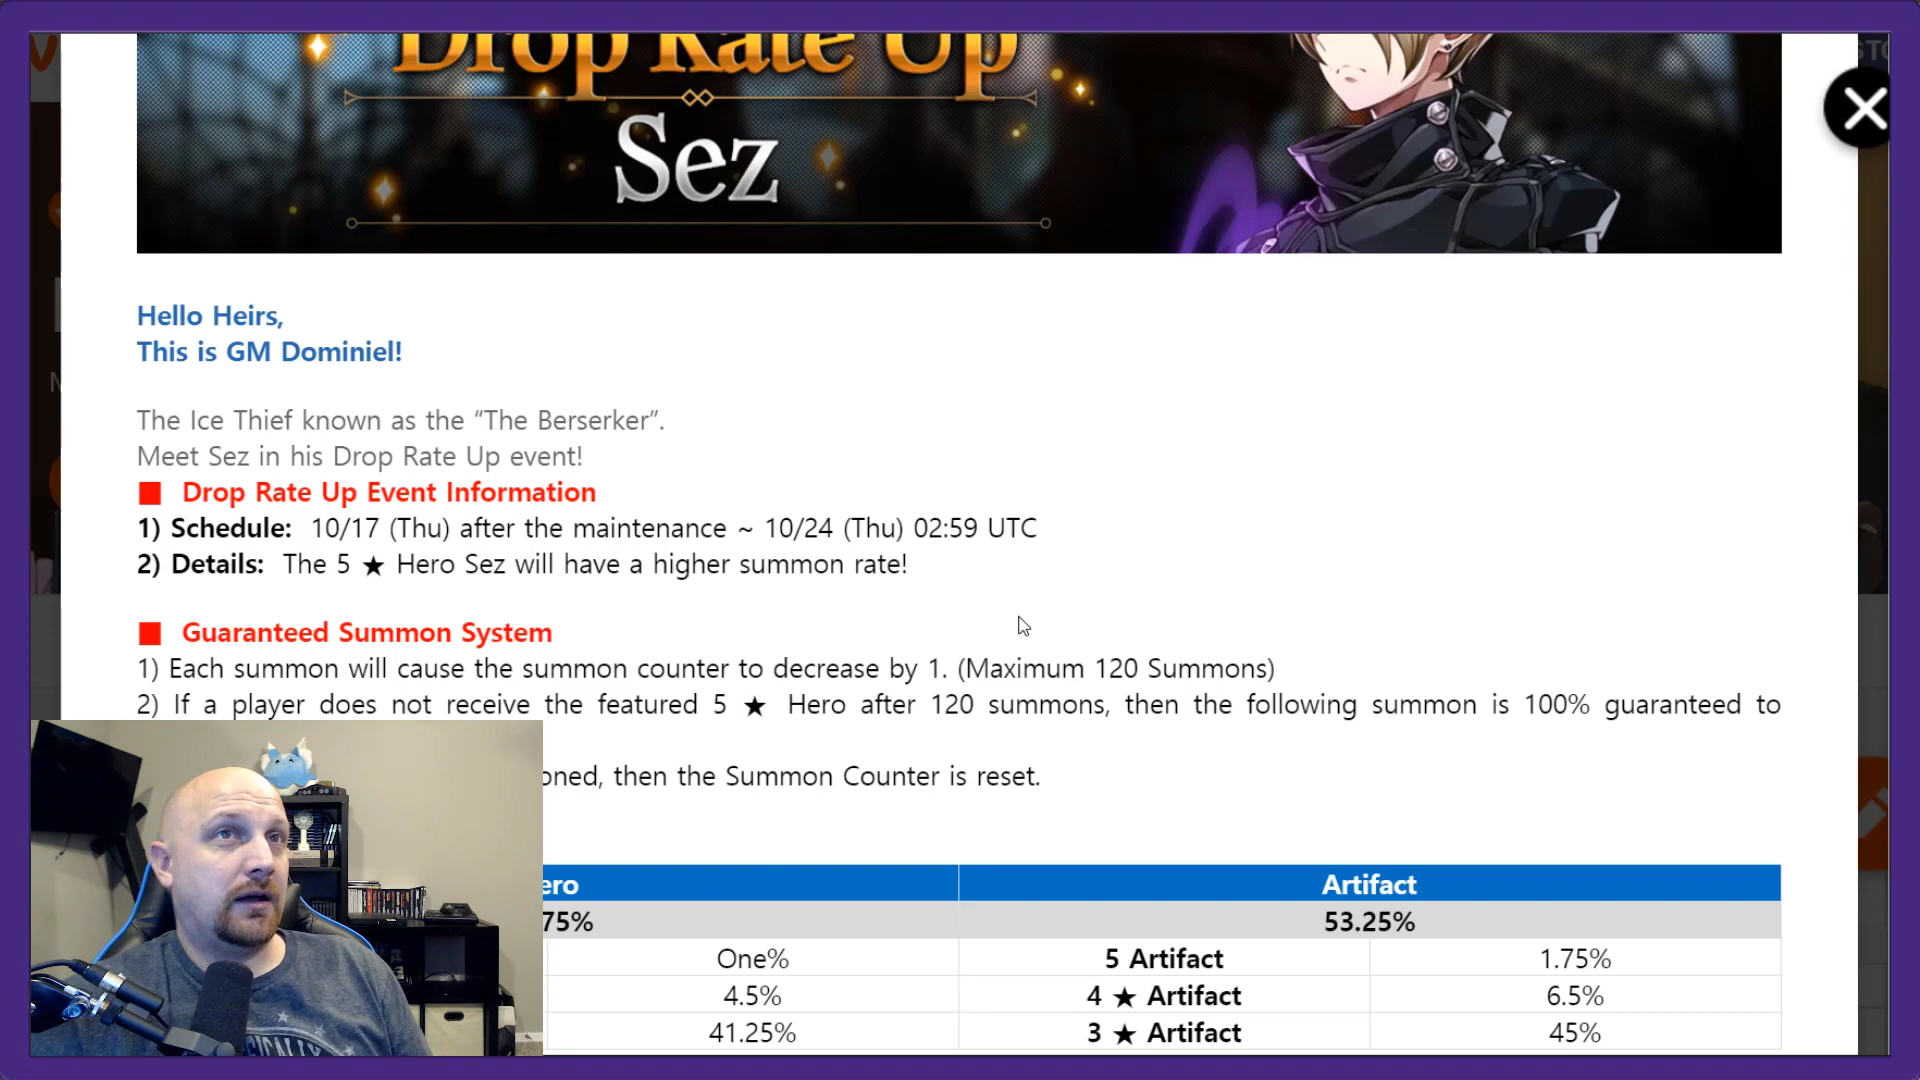 Drop Rate Up
Sez
Hello Heirs,
This is GM Dominiel!
The Ice Thief known as the “The Berserker”.
Meet Sez in his Drop Rate Up event!
■ Drop Rate Up Event Information
1) Schedule: 10/17 (Thu) after the maintenance ~ 10/24 (Thu) 02:59 UTC
2) Details: The 5 ★ Hero Sez will have a higher summon rate!
■ Guaranteed Summon System
1) Each summon will cause the summon counter to decrease by 1. (Maximum 120 Summons)
2) If a player does not receive the featured 5 ★ Hero after 120 summons, then the following summon is 100% guaranteed to
oned, then the Summon Counter is reset.
ero Artifact
75% 53.25%
One% 5 Artifact 1.75%
4.5% 4 ★ Artifact 6.5%
41.25% 3 ★ Artifact 45%